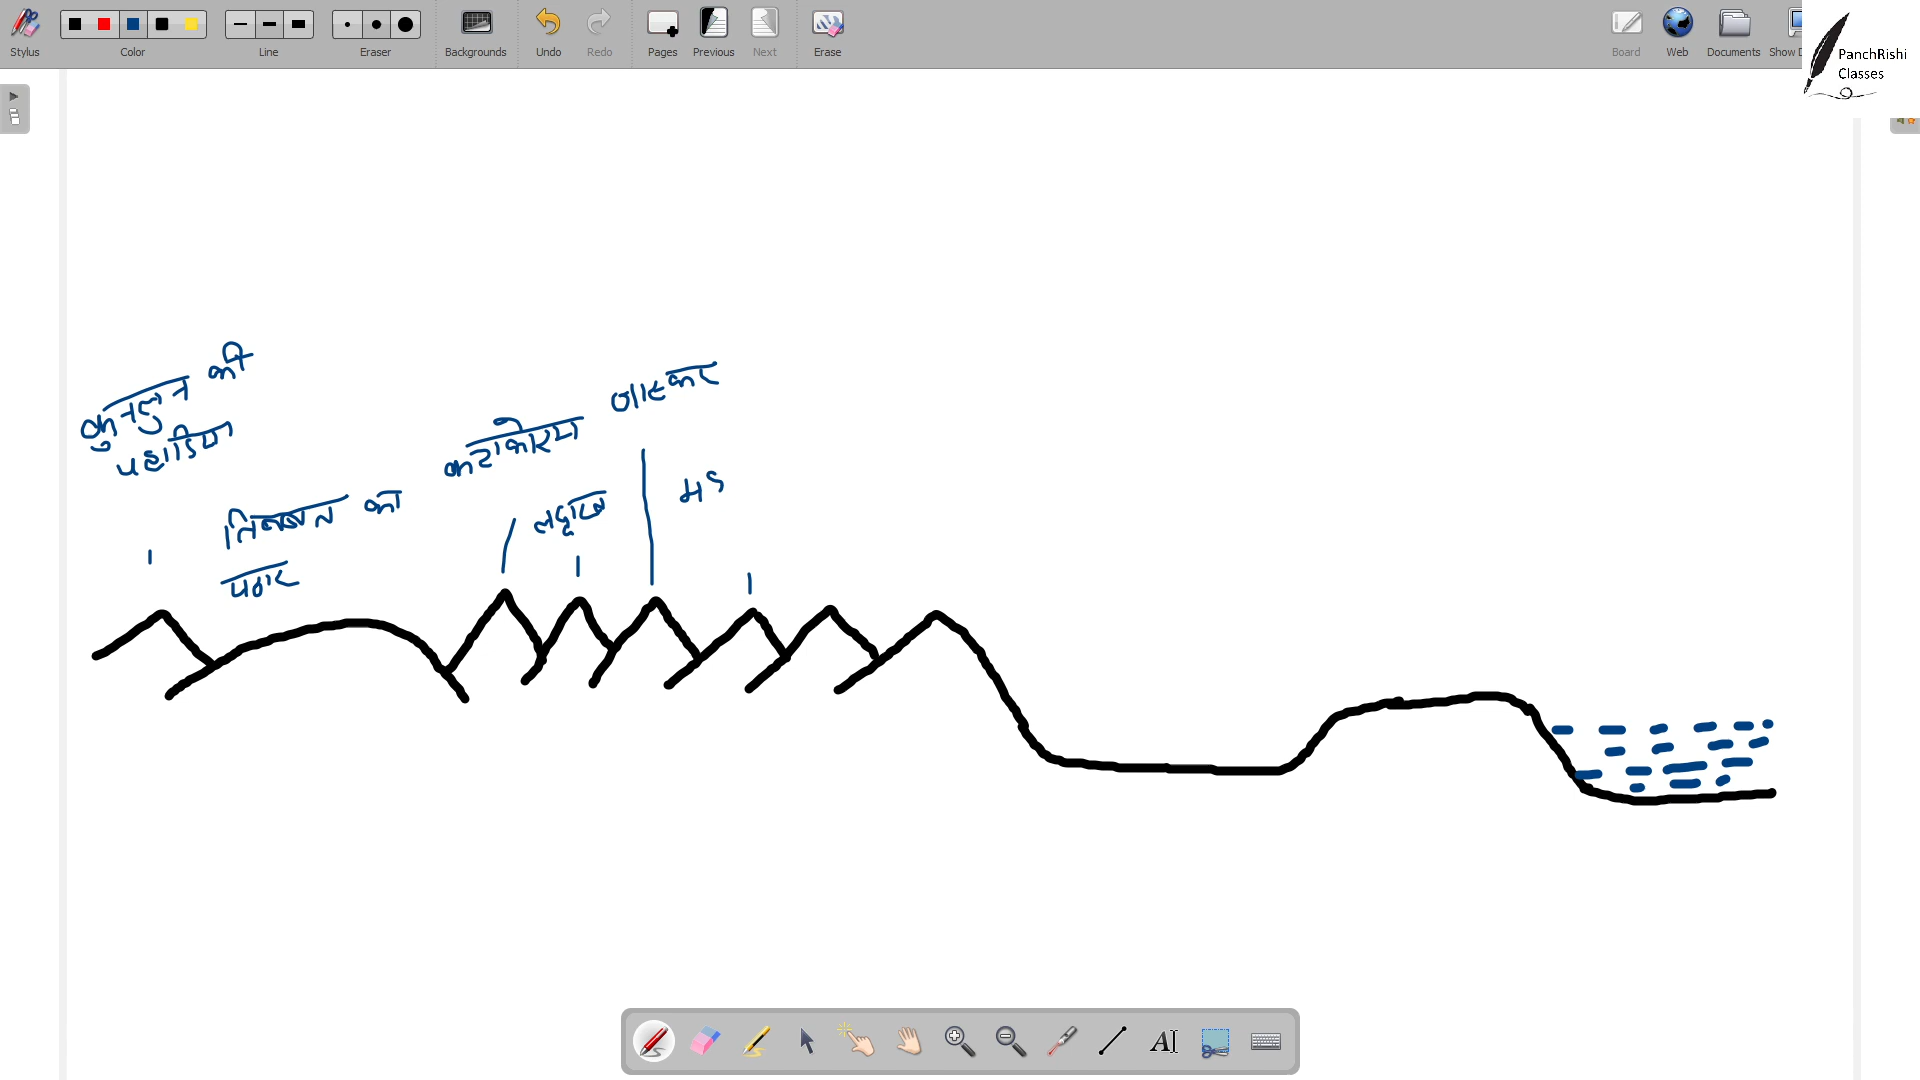 Stylus
Color
Line
Eraser
Backgrounds
Undo
Redo
Pages
Previous
Next
Erase
Board
Web
Documents
Show D
PanchRishi
Classes
कुनलुन की
पहाडिया
तिब्बत का
पठार
काराकोरम
लद्दाख
जास्कर